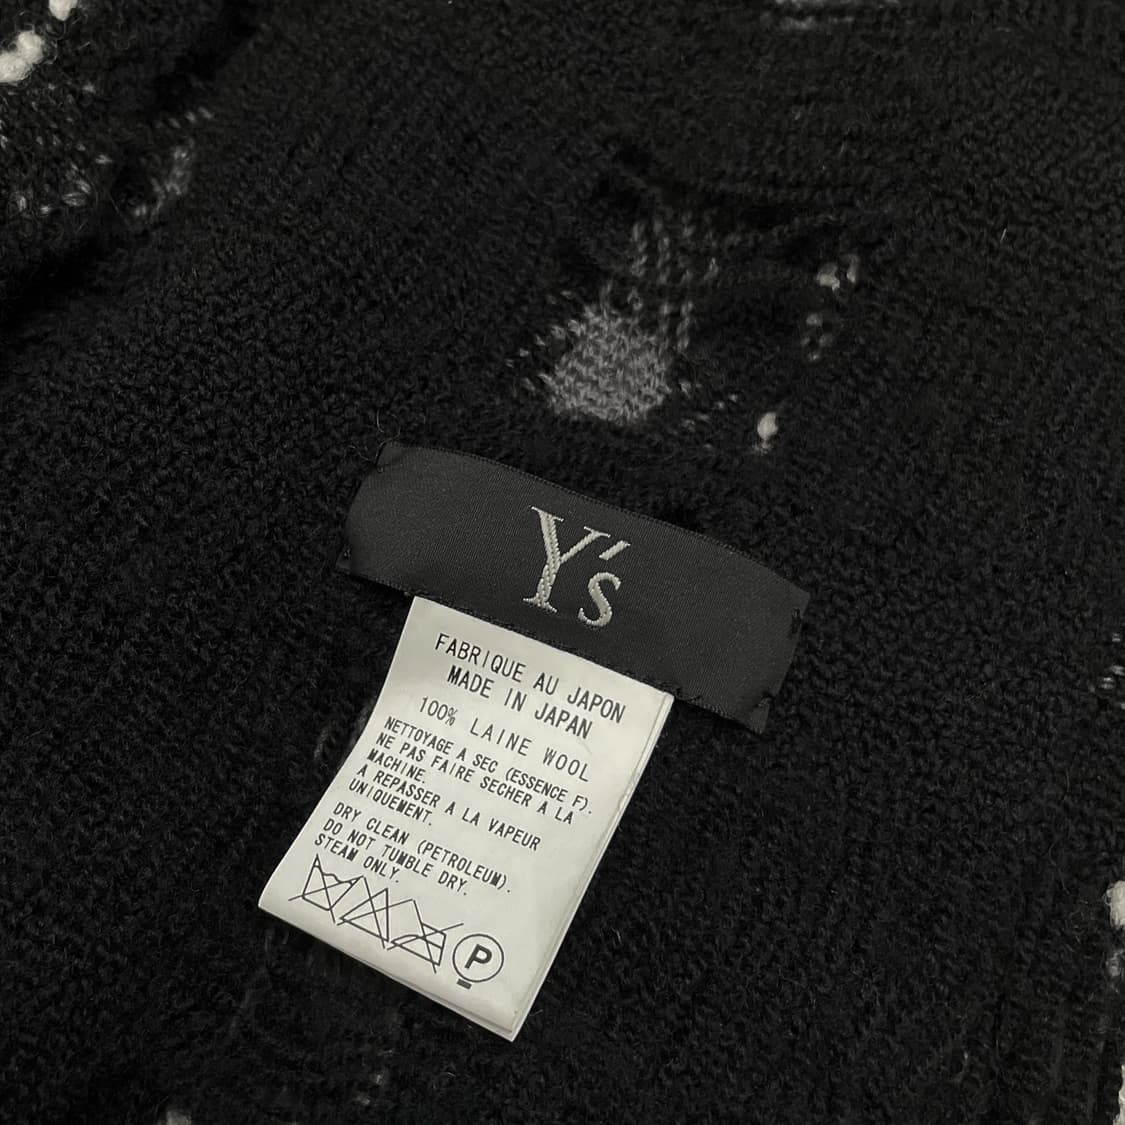 Y's
FABRIQUE AU JAPON
MADE IN JAPAN
100% LAINE WOOL
NETTOYAGE A SEC (ESSENCE F).
NE PAS FAIRE SECHER A LA
MACHINE.
A REPASSER A LA VAPEUR
UNIQUEMENT.
DRY CLEAN (PETROLEUM).
DO NOT TUMBLE DRY.
STEAM ONLY.
P